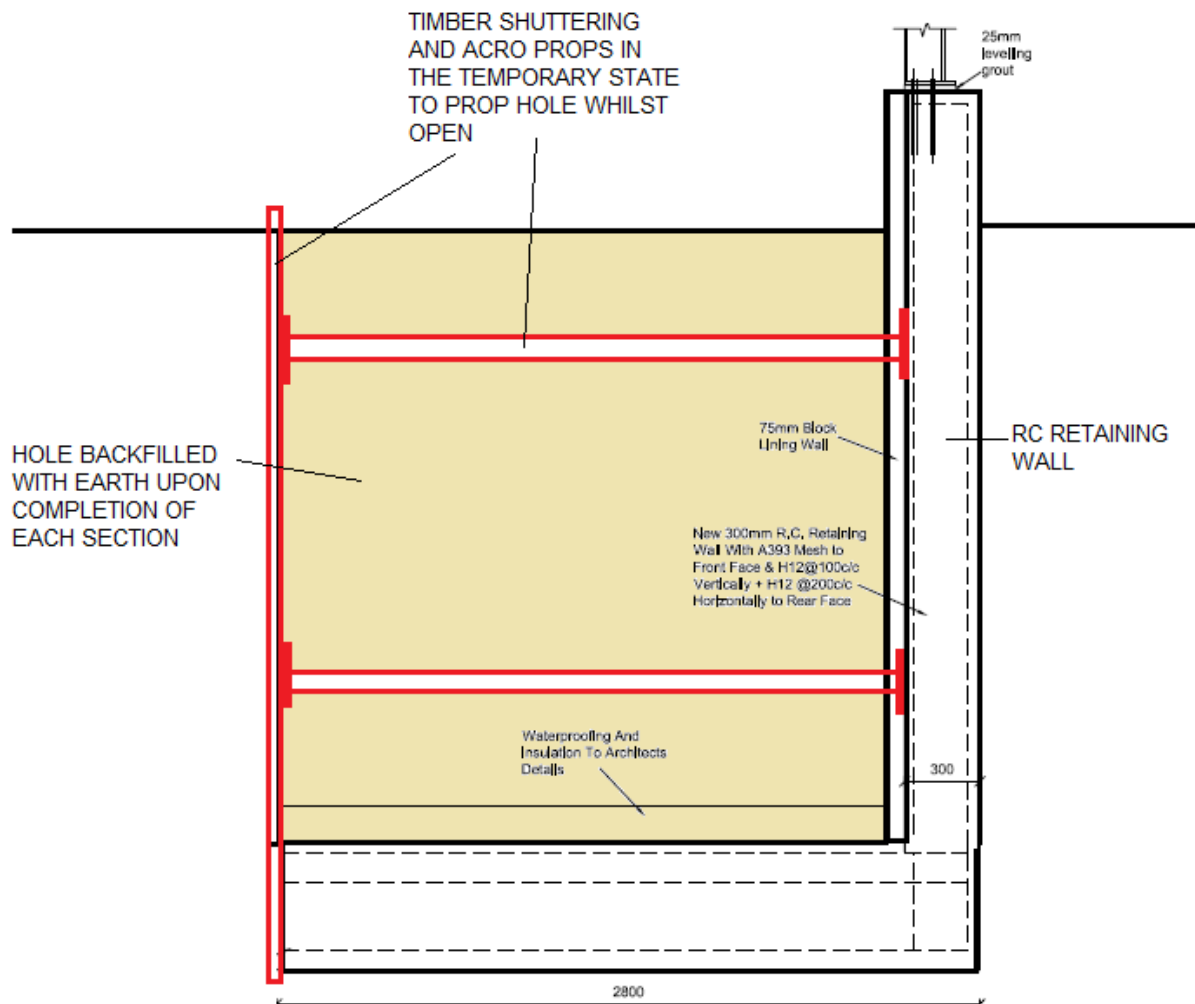 TIMBER SHUTTERING
AND ACRO PROPS IN
THE TEMPORARY STATE
TO PROP HOLE WHILST
OPEN
25mm
levelling
grout
HOLE BACKFILLED
WITH EARTH UPON
COMPLETION OF
EACH SECTION
75mm Block
Lining Wall
RC RETAINING
WALL
New 300mm R.C. Retaining
Wall With A393 Mesh to
Front Face & H12@100c/c
Vertically + H12 @200c/c
Horizontally to Rear Face
Waterproofing And
Insulation To Architects
Details
300
2800